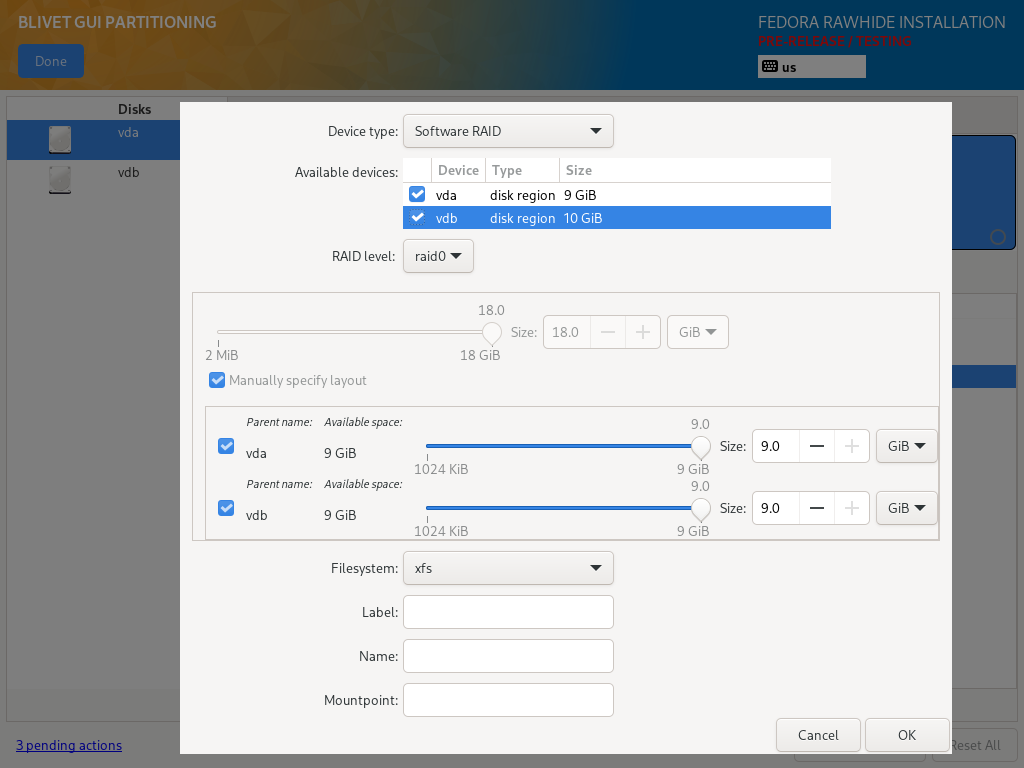 BLIVET GUI PARTITIONING
FEDORA RAWHIDE INSTALLATION
PRE-RELEASE / TESTING
Done
us
Disks
vda
vdb
Device type: Software RAID
Available devices:
Device Type Size
vda disk region 9 GiB
vdb disk region 10 GiB
RAID level: raid0
18.0
Size: 18.0 GiB
2 MiB 18 GiB
Manually specify layout
Parent name: Available space: 9.0
vda 9 GiB Size: 9.0 GiB
1024 KiB 9 GiB
Parent name: Available space: 9.0
vdb 9 GiB Size: 9.0 GiB
1024 KiB 9 GiB
Filesystem: xfs
Label:
Name:
Mountpoint:
Cancel OK
3 pending actions
Reset All